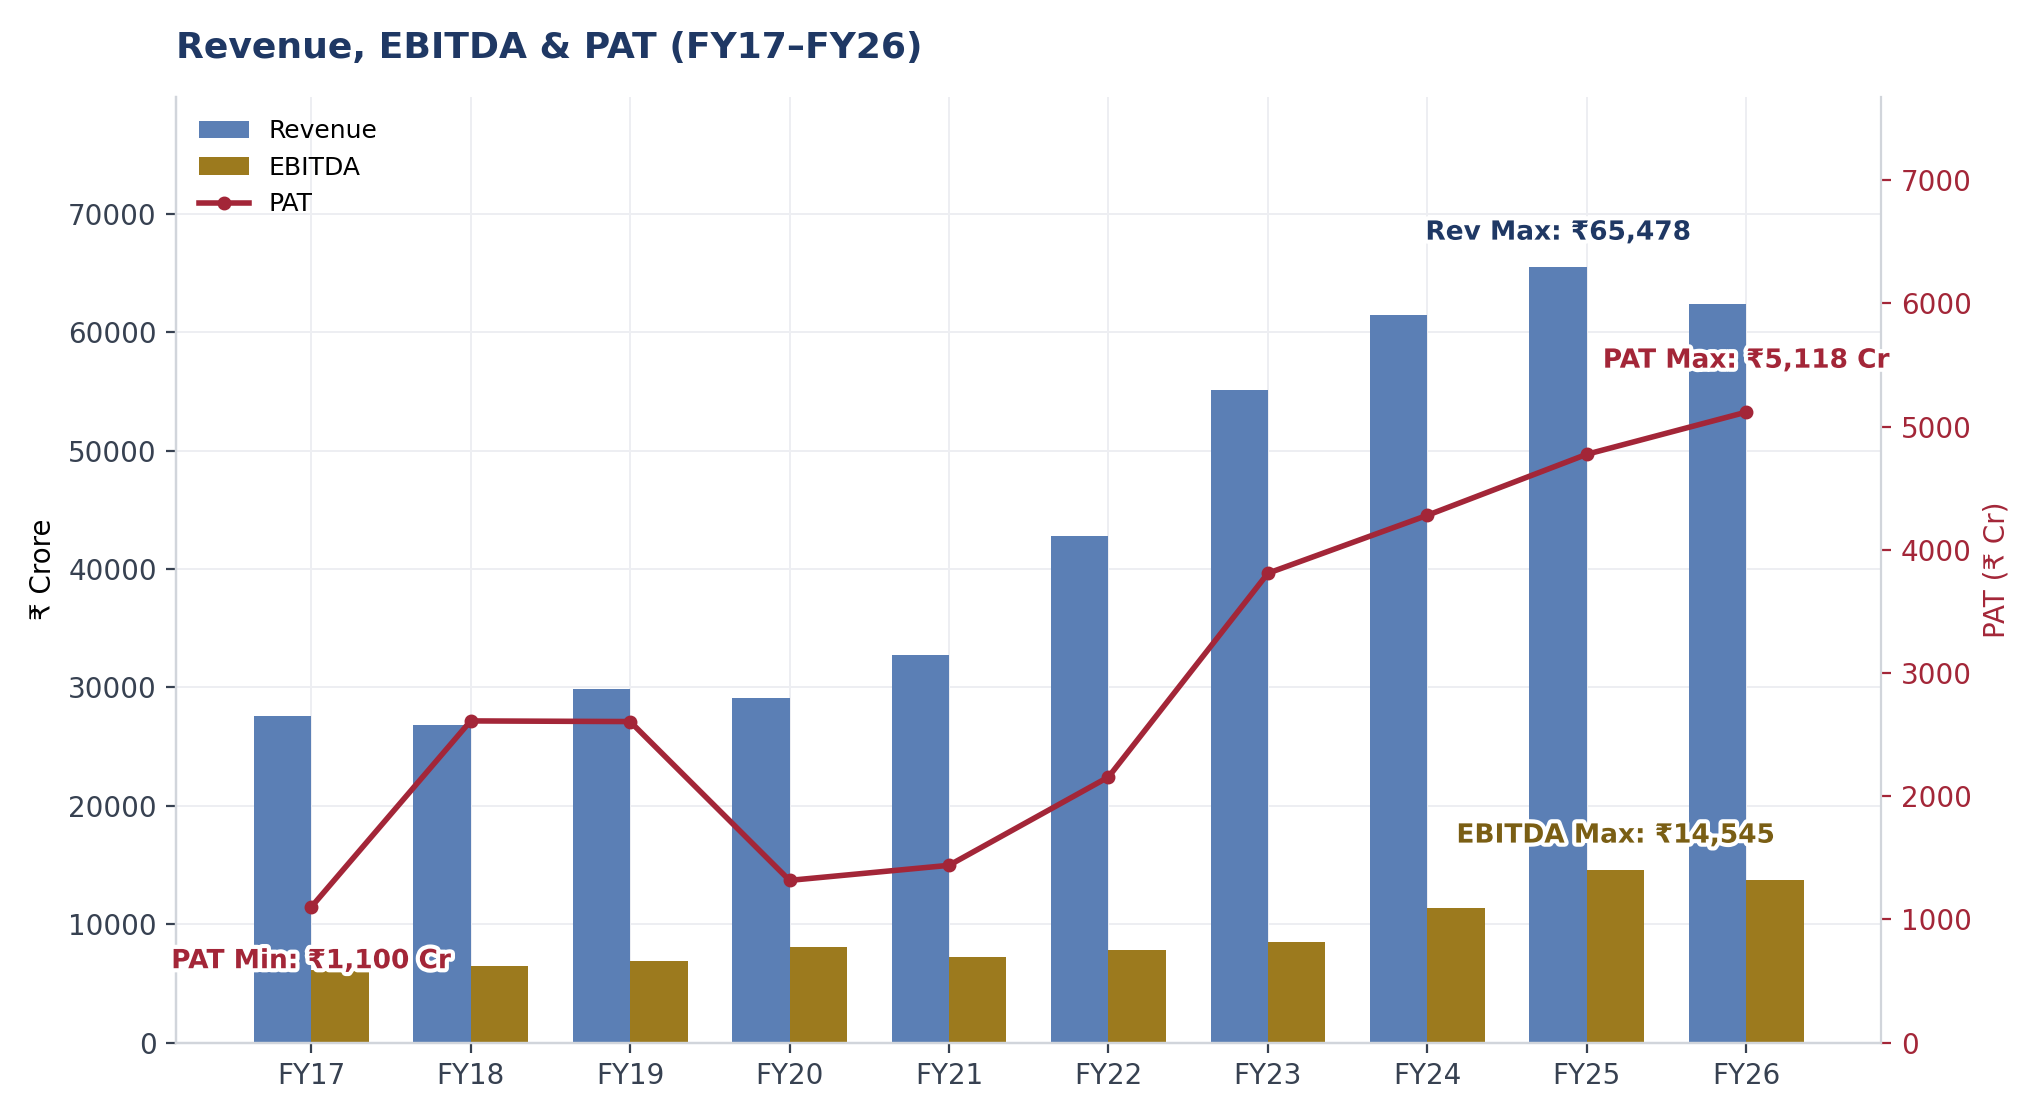 Revenue, EBITDA & PAT (FY17–FY26)
Revenue
EBITDA
PAT
Rev Max: ₹65,478
PAT Max: ₹5,118 Cr
EBITDA Max: ₹14,545
PAT Min: ₹1,100 Cr
₹ Crore
70000
60000
50000
40000
30000
20000
10000
0
7000
6000
5000
4000
3000
2000
1000
0
PAT (₹ Cr)
FY17 FY18 FY19 FY20 FY21 FY22 FY23 FY24 FY25 FY26